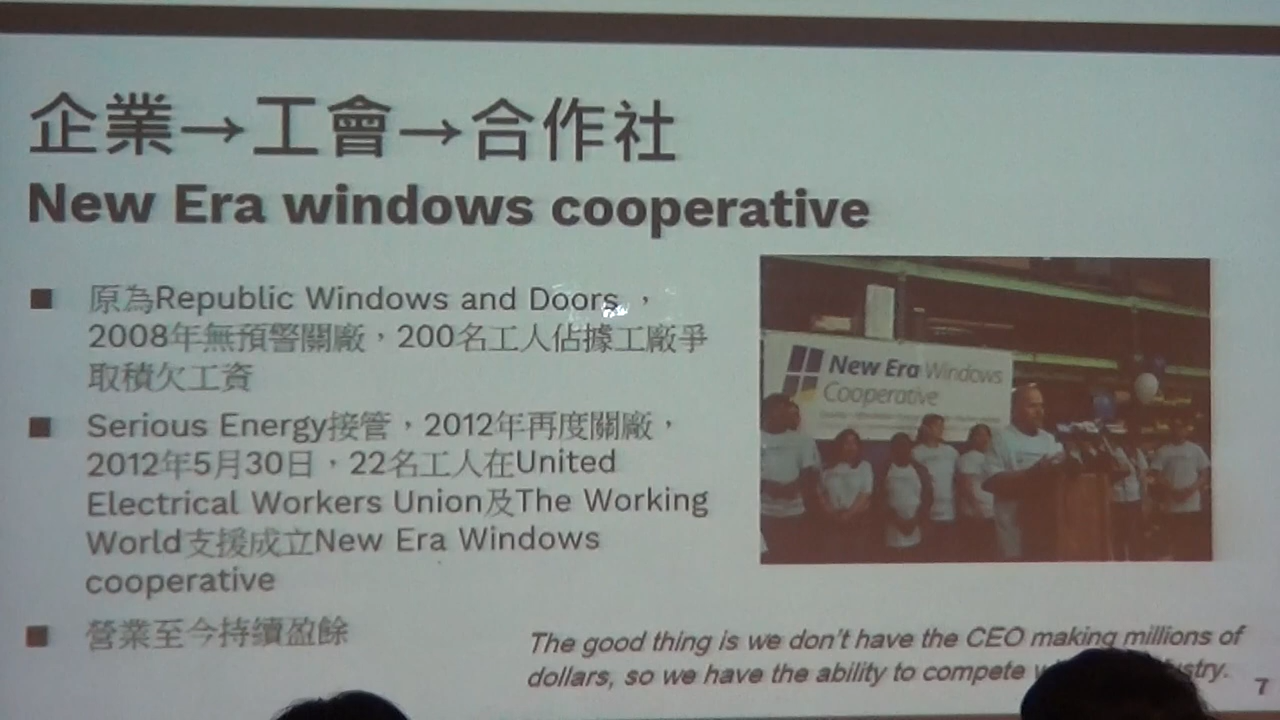 企業→工會→合作社
New Era windows cooperative
■ 原為Republic Windows and Doors ,
2008年無預警關廠，200名工人佔據工廠爭
取積欠工資
■ Serious Energy接管，2012年再度關廠，
2012年5月30日，22名工人在United
Electrical Workers Union及The Working
World支援成立New Era Windows
cooperative
■ 營業至今持續盈餘
New Era Windows
Cooperative
The good thing is we don't have the CEO making millions of
dollars, so we have the ability to compete
7